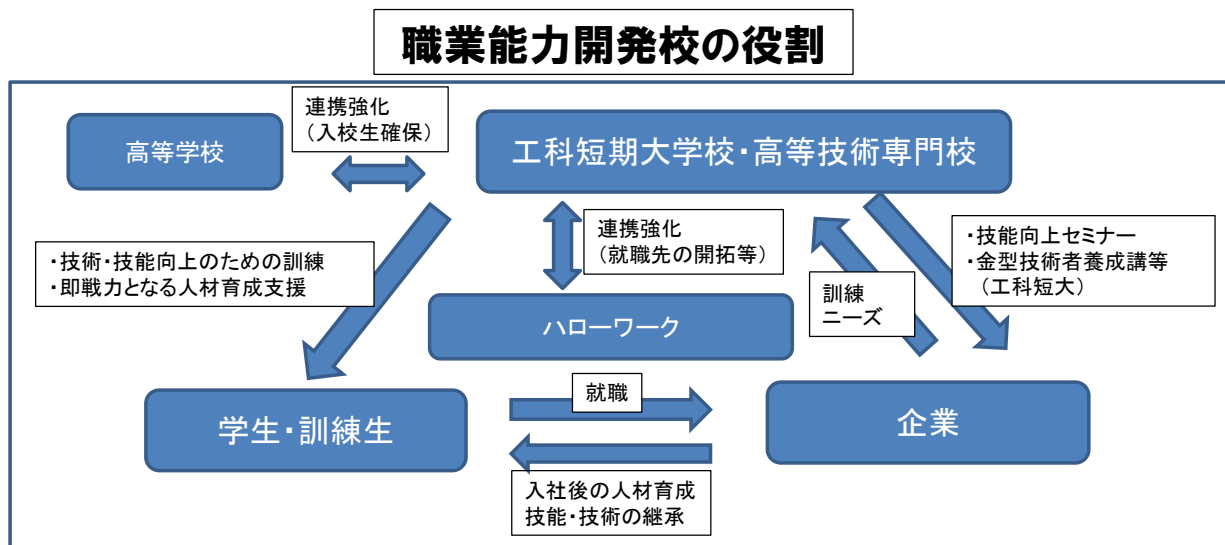 職業能力開発校の役割
高等学校
連携強化
（入校生確保）
工科短期大学校・高等技術専門校
・技術・技能向上のための訓練
・即戦力となる人材育成支援
連携強化
（就職先の開拓等）
・技能向上セミナー
・金型技術者養成講等
（工科短大）
訓練
ニーズ
ハローワーク
学生・訓練生
就職
企業
入社後の人材育成
技能・技術の継承